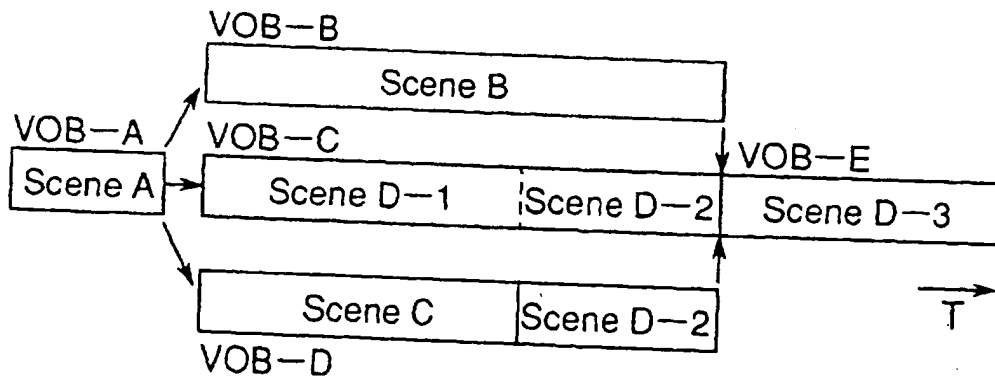 VOB—B
Scene B
VOB—A
VOB—C
VOB—E
Scene A
Scene D—1
Scene D—2
Scene D—3
Scene C
Scene D—2
T
VOB—D